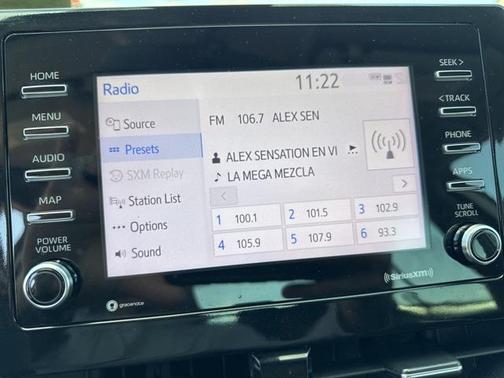 HOME
MENU
AUDIO
MAP
POWER
VOLUME
Radio
11:22
Source
Presets
SXM Replay
Station List
Options
Sound
FM 106.7 ALEX SEN
ALEX SENSATION EN VI
LA MEGA MEZCLA
1 100.1
2 101.5
3 102.9
4 105.9
5 107.9
6 93.3
SEEK >
< TRACK
PHONE
APPS
TUNE
SCROLL
gracenote
((SiriusXM))